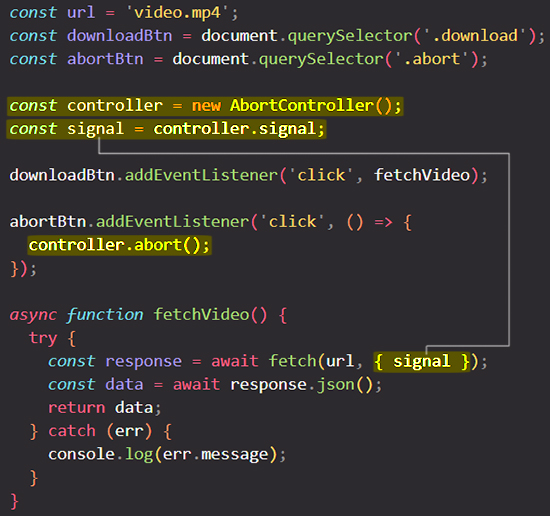 const url = 'video.mp4';
const downloadBtn = document.querySelector('.download');
const abortBtn = document.querySelector('.abort');
const controller = new AbortController();
const signal = controller.signal;
downloadBtn.addEventListener('click', fetchVideo);
abortBtn.addEventListener('click', () => {
controller.abort();
});
async function fetchVideo() {
try {
const response = await fetch(url, { signal });
const data = await response.json();
return data;
} catch (err) {
console.log(err.message);
}
}